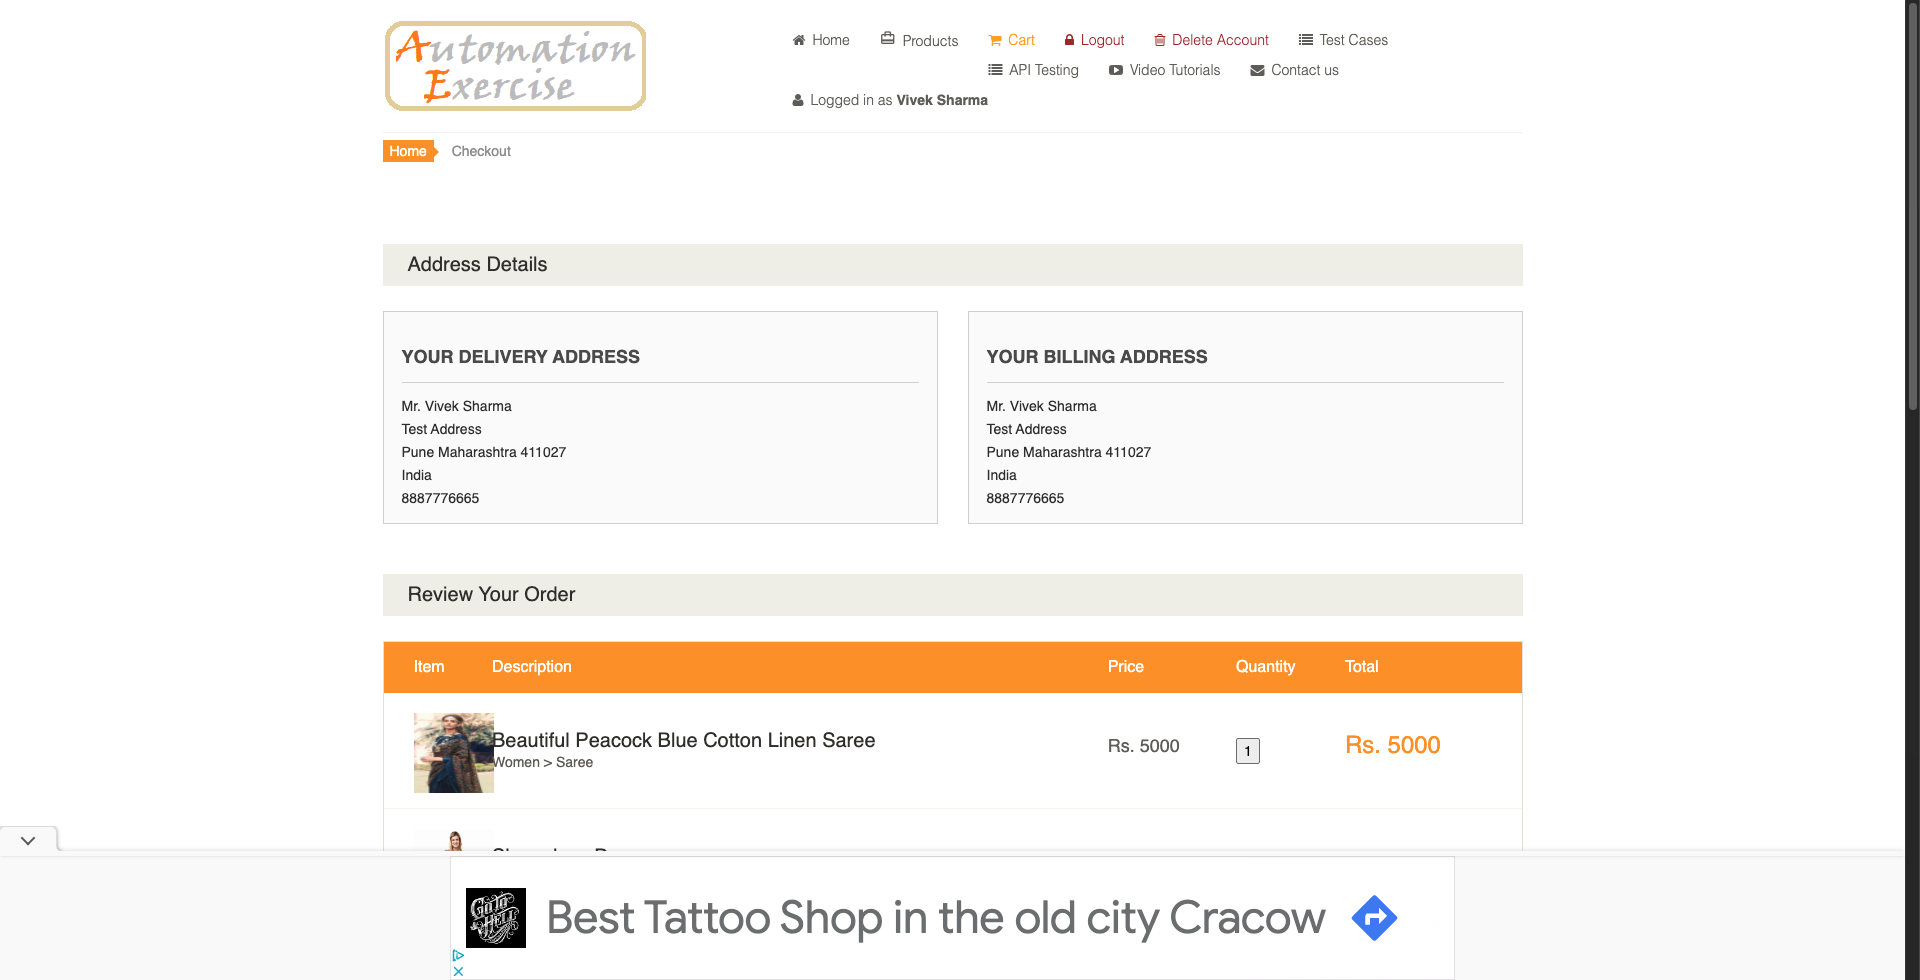 Automation
Exercise
Home Products Cart Logout Delete Account Test Cases
API Testing Video Tutorials Contact us
Logged in as Vivek Sharma
Home Checkout
Address Details
YOUR DELIVERY ADDRESS
Mr. Vivek Sharma
Test Address
Pune Maharashtra 411027
India
8887776665
YOUR BILLING ADDRESS
Mr. Vivek Sharma
Test Address
Pune Maharashtra 411027
India
8887776665
Review Your Order
Item Description Price Quantity Total
Beautiful Peacock Blue Cotton Linen Saree
Women > Saree
Rs. 5000 1 Rs. 5000
GO TO HELL
Best Tattoo Shop in the old city Cracow